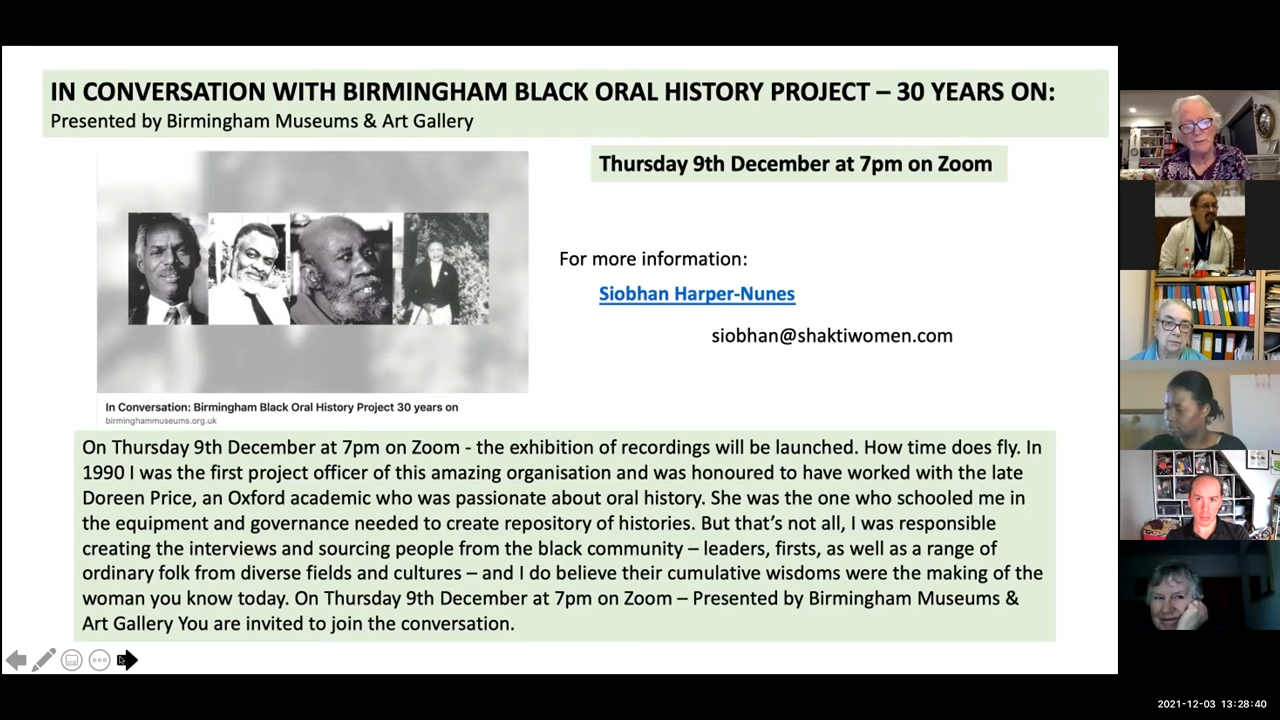 IN CONVERSATION WITH BIRMINGHAM BLACK ORAL HISTORY PROJECT – 30 YEARS ON:
Presented by Birmingham Museums & Art Gallery
Thursday 9th December at 7pm on Zoom
For more information:
Siobhan Harper-Nunes
siobhan@shaktiwomen.com
In Conversation: Birmingham Black Oral History Project 30 years on
birminghammuseums.org.uk
On Thursday 9th December at 7pm on Zoom - the exhibition of recordings will be launched. How time does fly. In
1990 I was the first project officer of this amazing organisation and was honoured to have worked with the late
Doreen Price, an Oxford academic who was passionate about oral history. She was the one who schooled me in
the equipment and governance needed to create repository of histories. But that’s not all, I was responsible
creating the interviews and sourcing people from the black community – leaders, firsts, as well as a range of
ordinary folk from diverse fields and cultures – and I do believe their cumulative wisdoms were the making of the
woman you know today. On Thursday 9th December at 7pm on Zoom – Presented by Birmingham Museums &
Art Gallery You are invited to join the conversation.
2021-12-03 13:28:40